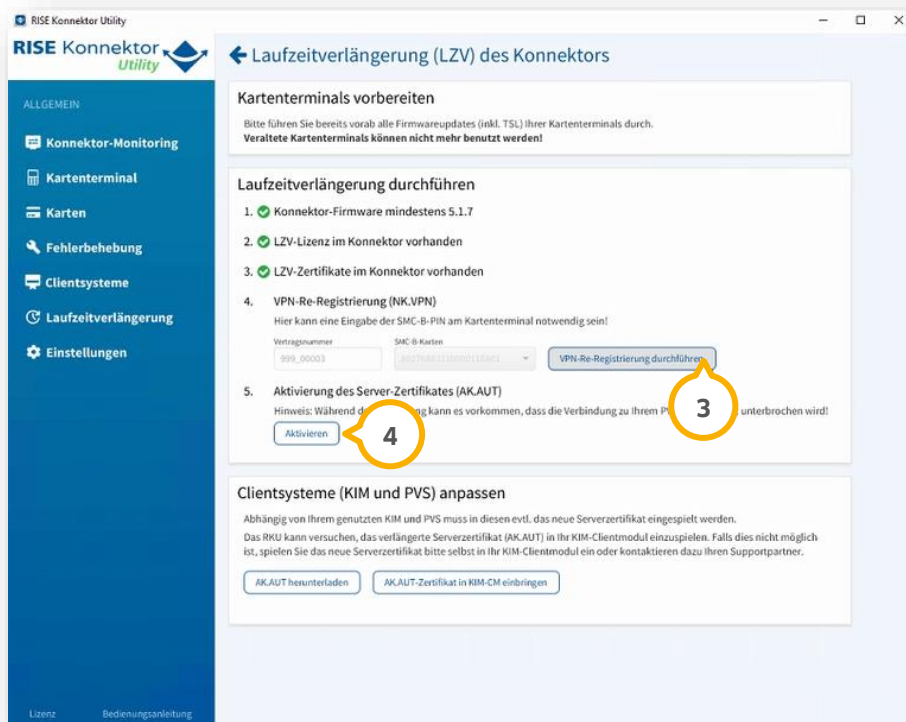 RISE Konnektor Utility
RISE Konnektor
Utility
ALLGEMEIN
Konnektor-Monitoring
Kartenterminal
Karten
Fehlerbehebung
Clientsysteme
Laufzeitverlängerung
Einstellungen
Lizenz
Bedienungsanleitung
Laufzeitverlängerung (LZV) des Konnektors
Kartenterminals vorbereiten
Bitte führen Sie bereits vorab alle Firmwareupdates (inkl. TSL) Ihrer Kartenterminals durch.
Veraltete Kartenterminals können nicht mehr benutzt werden!
Laufzeitverlängerung durchführen
1. Konnektor-Firmware mindestens 5.1.7
2. LZV-Lizenz im Konnektor vorhanden
3. LZV-Zertifikate im Konnektor vorhanden
4. VPN-Re-Registrierung (NK.VPN)
Hier kann eine Eingabe der SMC-B-PIN am Kartenterminal notwendig sein!
Vertragsnummer SMC-B-Karten
999_00003 VPN-Re-Registrierung durchführen
3
5. Aktivierung des Server-Zertifikates (AK.AUT)
Hinweis: Während kann es vorkommen, dass die Verbindung zu Ihrem unterbrochen wird!
Aktivieren
4
Clientsysteme (KIM und PVS) anpassen
Abhängig von Ihrem genutzten KIM und PVS muss in diesen evtl. das neue Serverzertifikat eingespielt werden.
Das RKU kann versuchen, das verlängerte Serverzertifikat (AK.AUT) in Ihr KIM-Clientmodul einzuspielen. Falls dies nicht möglich
ist, spielen Sie das neue Serverzertifikat bitte selbst in Ihr KIM-Clientmodul ein oder kontaktieren dazu Ihren Supportpartner.
AK.AUT herunterladen AK.AUT-Zertifikat in KIM-CM einbringen